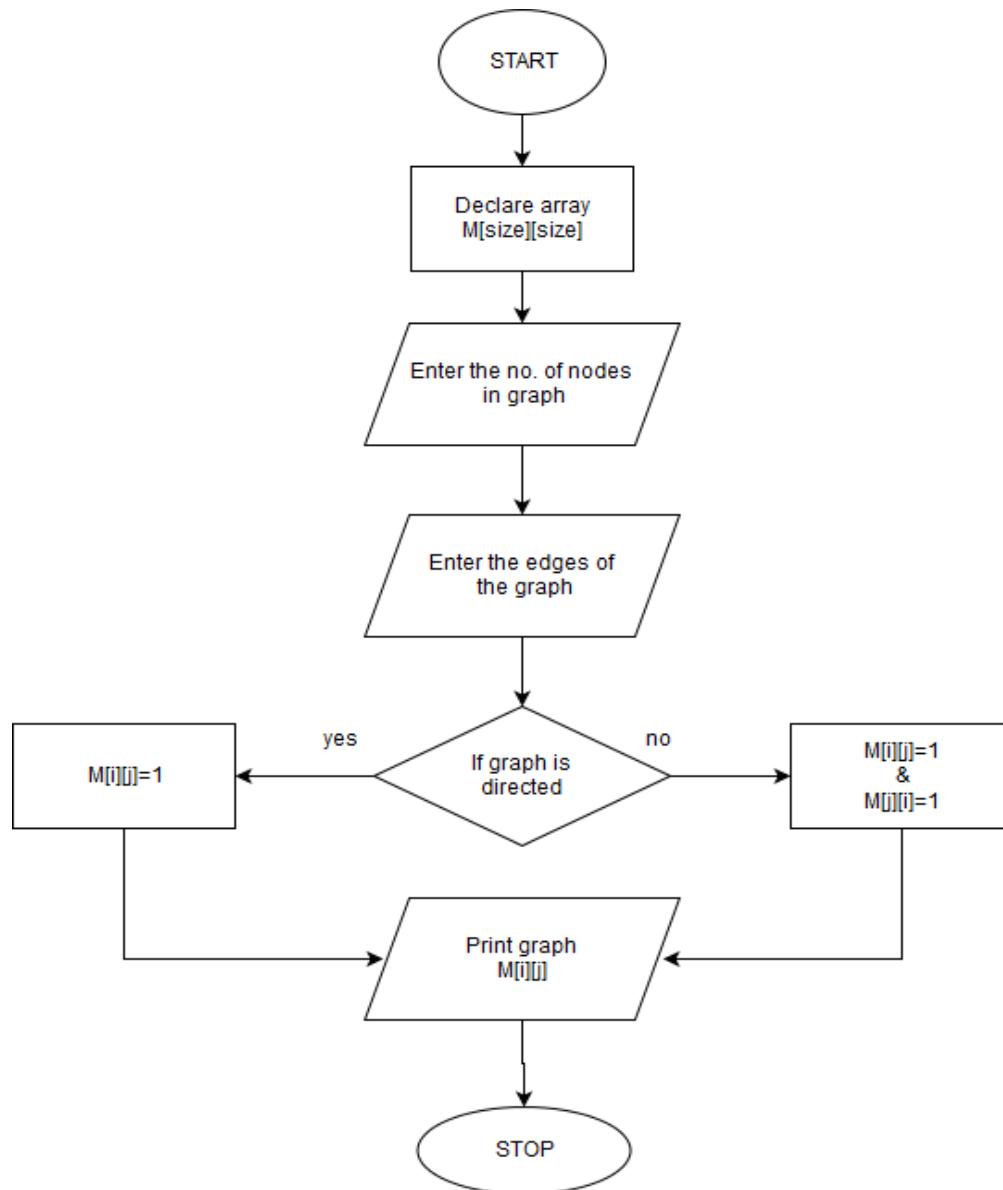 START
Declare array
M[size][size]
Enter the no. of nodes
in graph
Enter the edges of
the graph
yes
If graph is
directed
no
M[i][j]=1
M[i][j]=1
&
M[j][i]=1
Print graph
M[i][j]
STOP